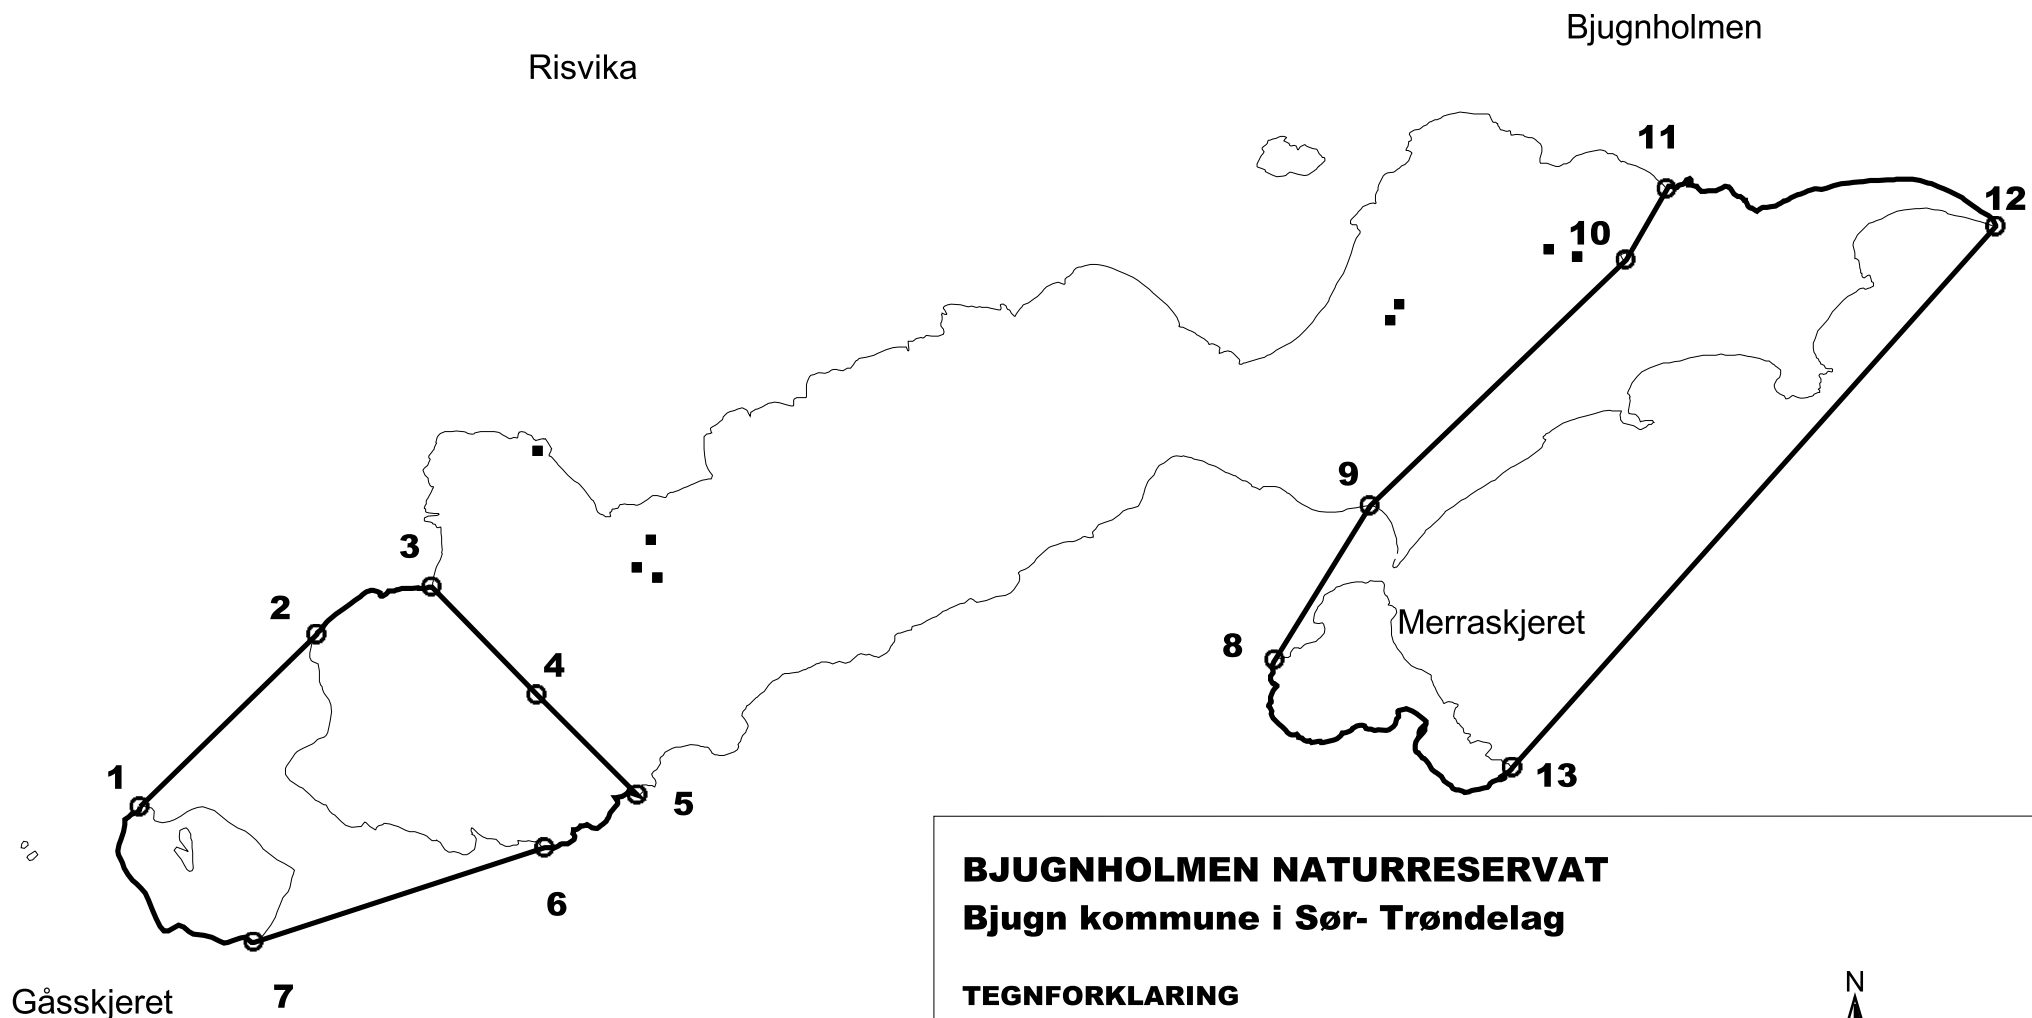 Bjugnholmen
Risvika
11
12
10
9
3
2
Merraskjeret
8
4
1
13
5
BJUGNHOLMEN NATURRESERVAT
6
Bjugn kommune i Sør- Trøndelag
N
7
TEGNFORKLARING
Gåsskjeret